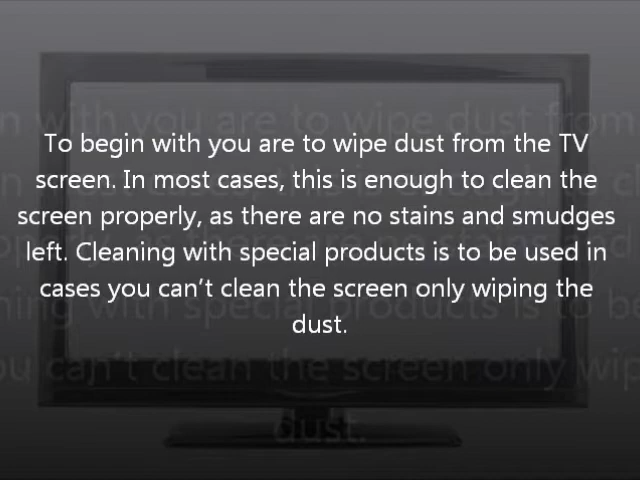 To begin with you are to wipe dust from the TV
screen. In most cases, this is enough to clean the
screen properly, as there are no stains and smudges
left. Cleaning with special products is to be used in
cases you can’t clean the screen only wiping the
dust.